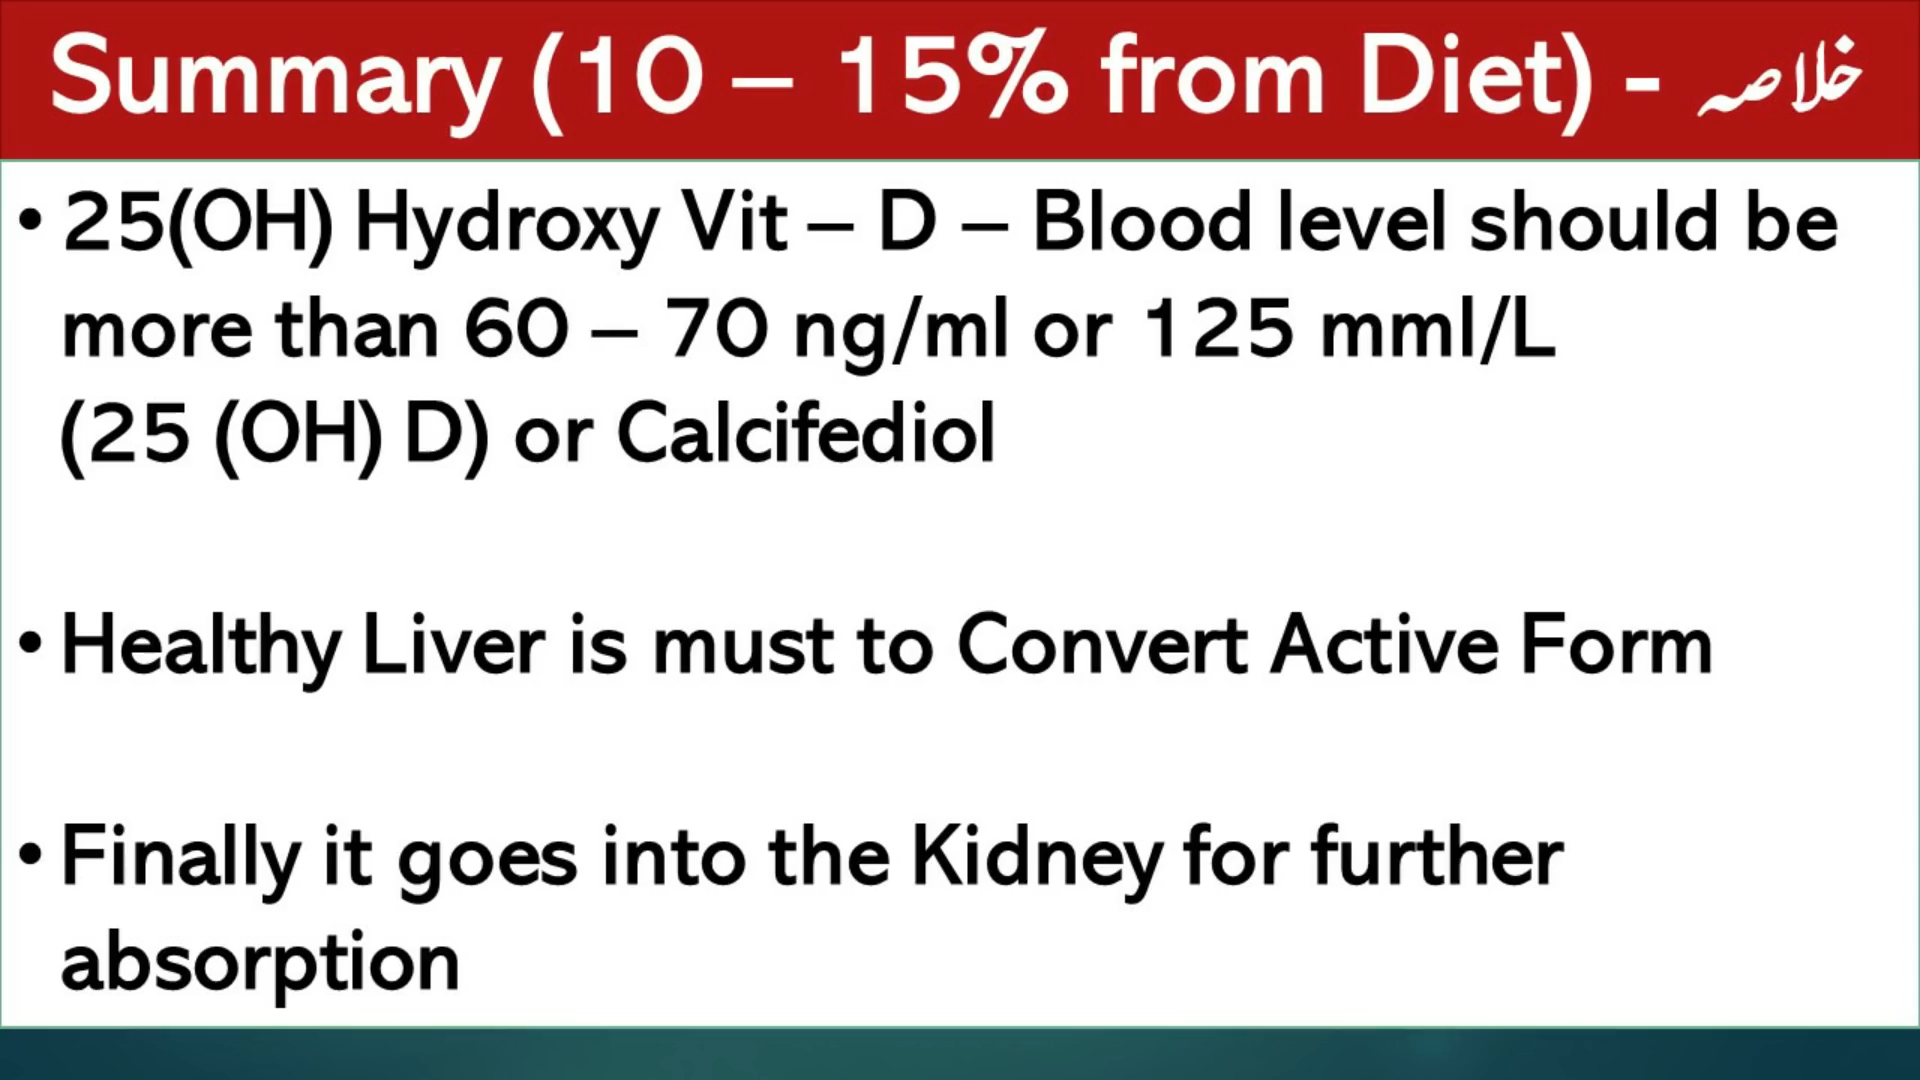 Summary (10 – 15% from Diet) - خلاصہ
• 25(OH) Hydroxy Vit – D – Blood level should be
more than 60 – 70 ng/ml or 125 mml/L
(25 (OH) D) or Calcifediol
• Healthy Liver is must to Convert Active Form
• Finally it goes into the Kidney for further
absorption